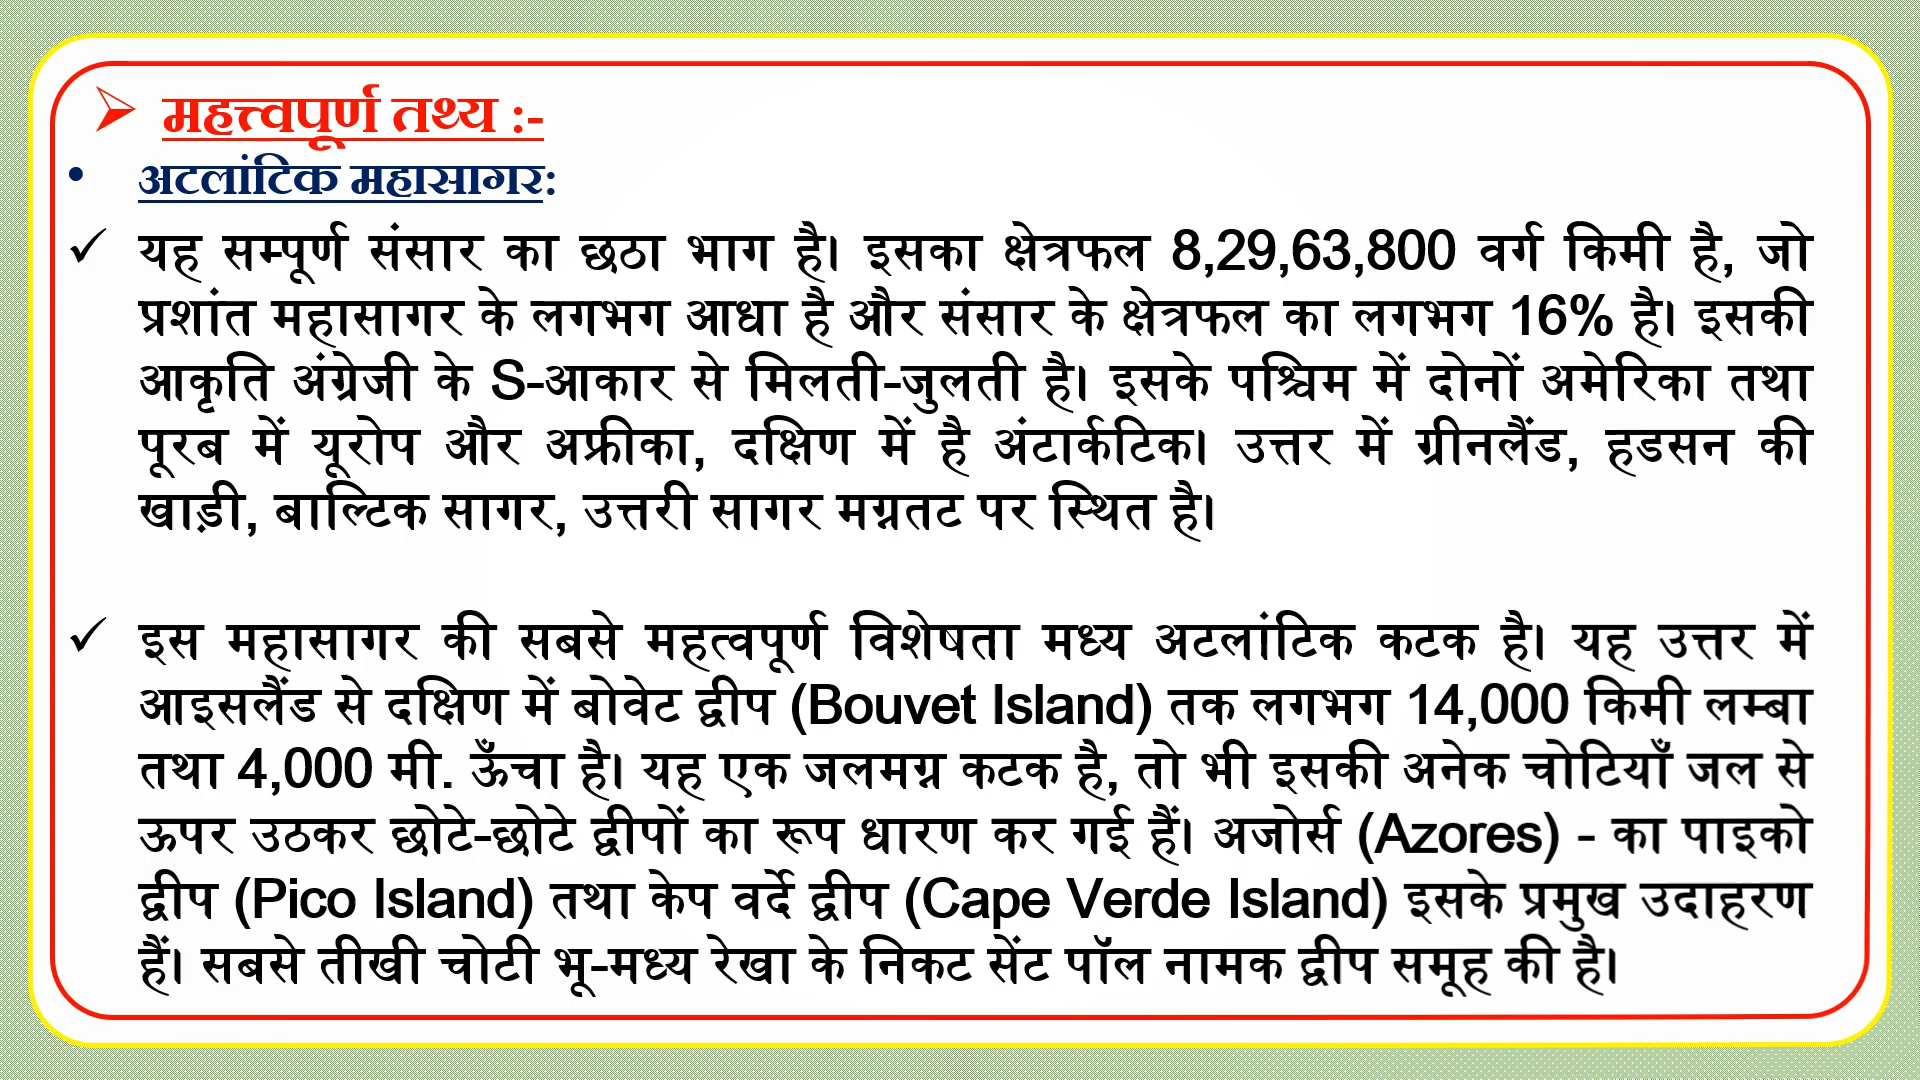 ➢ महत्त्वपूर्ण तथ्य :-
• अटलांटिक महासागर:
✓ यह सम्पूर्ण संसार का छठा भाग है। इसका क्षेत्रफल 8,29,63,800 वर्ग किमी है, जो
प्रशांत महासागर के लगभग आधा है और संसार के क्षेत्रफल का लगभग 16% है। इसकी
आकृति अंग्रेजी के S-आकार से मिलती-जुलती है। इसके पश्चिम में दोनों अमेरिका तथा
पूरब में यूरोप और अफ्रीका, दक्षिण में है अंटार्कटिक। उत्तर में ग्रीनलैंड, हडसन की
खाड़ी, बाल्टिक सागर, उत्तरी सागर मग्नतट पर स्थित है।
✓ इस महासागर की सबसे महत्वपूर्ण विशेषता मध्य अटलांटिक कटक है। यह उत्तर में
आइसलैंड से दक्षिण में बोवेट द्वीप (Bouvet Island) तक लगभग 14,000 किमी लम्बा
तथा 4,000 मी. ऊँचा है। यह एक जलमग्न कटक है, तो भी इसकी अनेक चोटियाँ जल से
ऊपर उठकर छोटे-छोटे द्वीपों का रूप धारण कर गई हैं। अजोर्स (Azores) - का पाइको
द्वीप (Pico Island) तथा केप वर्दे द्वीप (Cape Verde Island) इसके प्रमुख उदाहरण
हैं। सबसे तीखी चोटी भू-मध्य रेखा के निकट सेंट पॉल नामक द्वीप समूह की है।